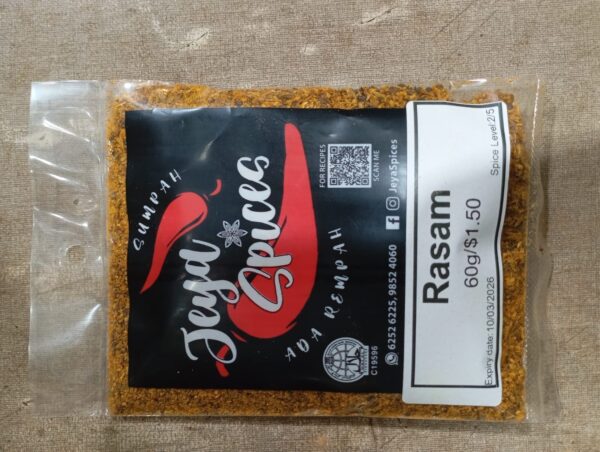 SUMPAH
Jeya
Spices
ADA REMPAH
FOR RECIPES
SCAN ME
JeyaSpices
6252 6225, 9852 4060
C19596
Spice Level:2/5
Rasam
60g/$1.50
Expiry date: 10/03/2026